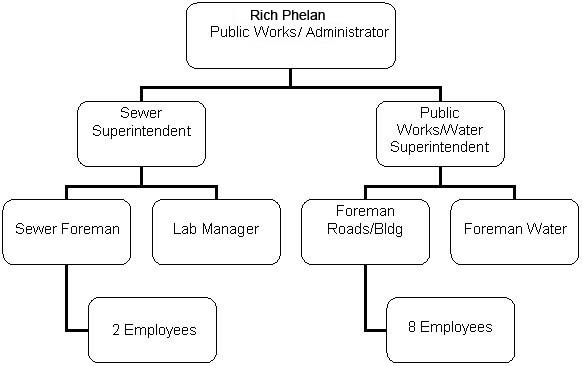 Rich Phelan
Public Works/ Administrator
Sewer
Superintendent
Public
Works/Water
Superintendent
Sewer Foreman
Lab Manager
Foreman
Roads/Bldg
Foreman Water
2 Employees
8 Employees